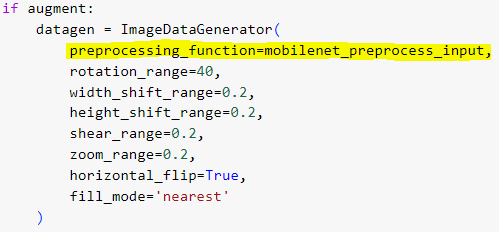 if augment:
    datagen = ImageDataGenerator(
        preprocessing_function=mobilenet_preprocess_input,
        rotation_range=40,
        width_shift_range=0.2,
        height_shift_range=0.2,
        shear_range=0.2,
        zoom_range=0.2,
        horizontal_flip=True,
        fill_mode='nearest'
    )